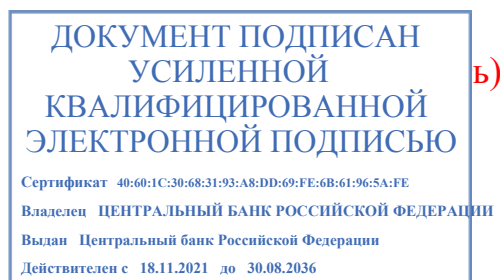 ДОКУМЕНТ ПОДПИСАН
УСИЛЕННОЙ
ь)
КВАЛИФИЦИРОВАННОЙ
ЭЛЕКТРОННОЙ ПОДПИСЬЮ
Сертификат 40:60:1C:30:68:31:93:A8:DD:69:FE:6B:61:96:5A:FE
Владелец ЦЕНТРАЛЬНЫЙ БАНК РОССИЙСКОЙ ФЕДЕРАЦИИ
Выдан Центральный банк Российской Федерации
Действителен с 18.11.2021 до 30.08.2036